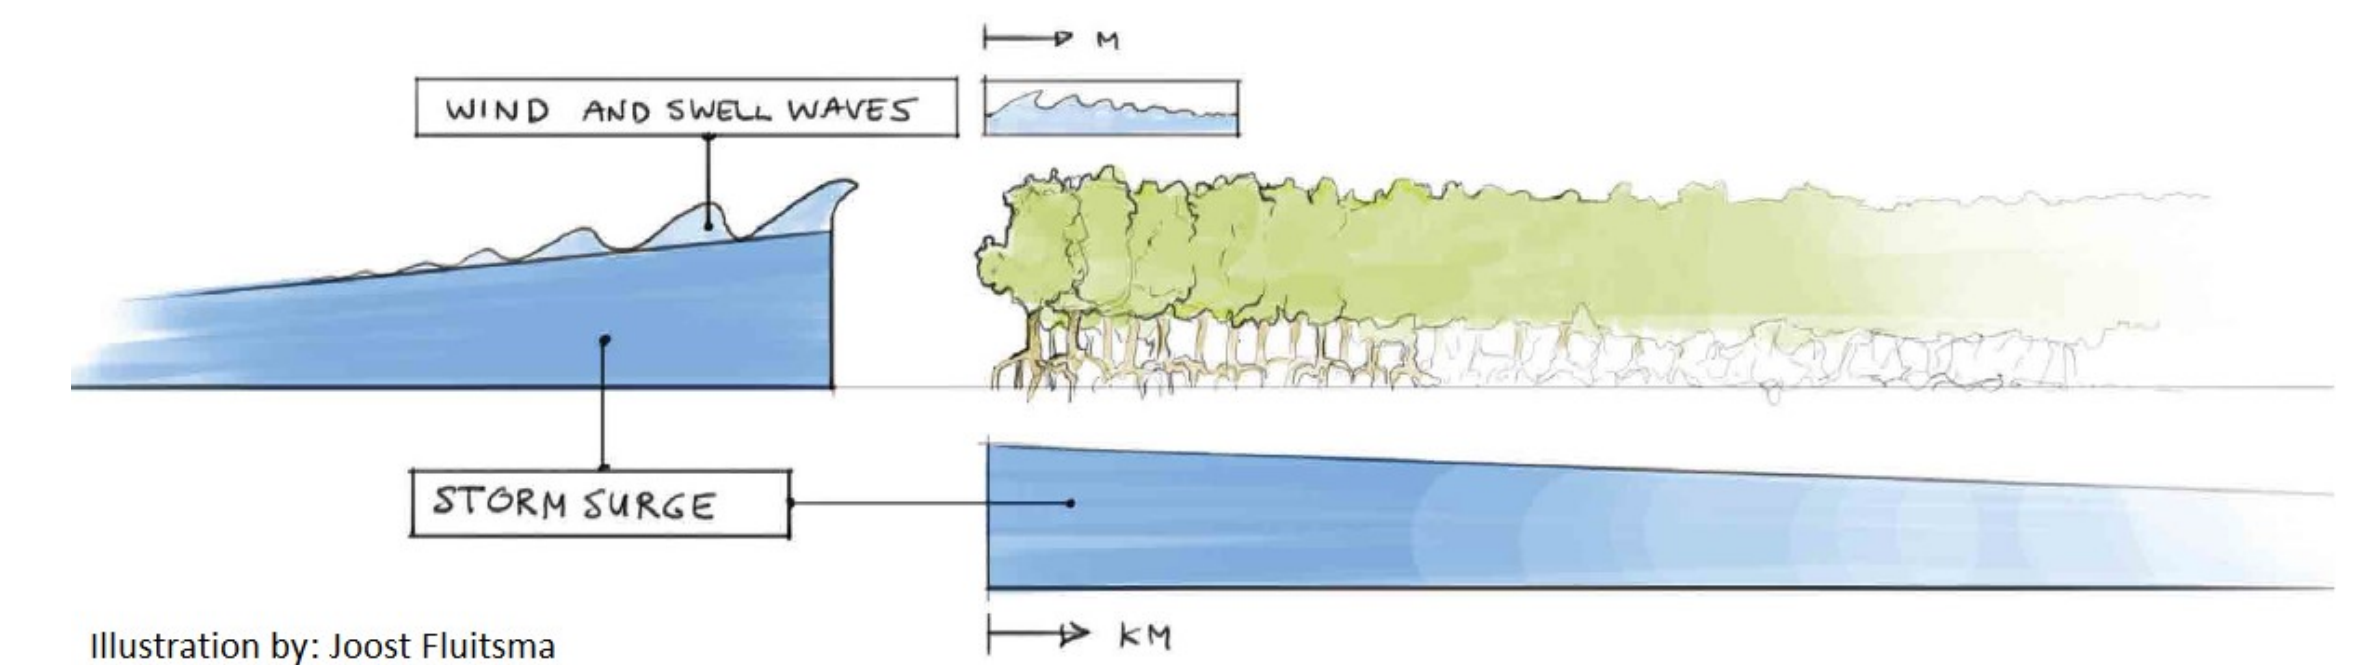 M
WIND AND SWELL WAVES
STORM SURGE
KM
Illustration by: Joost Fluitsma